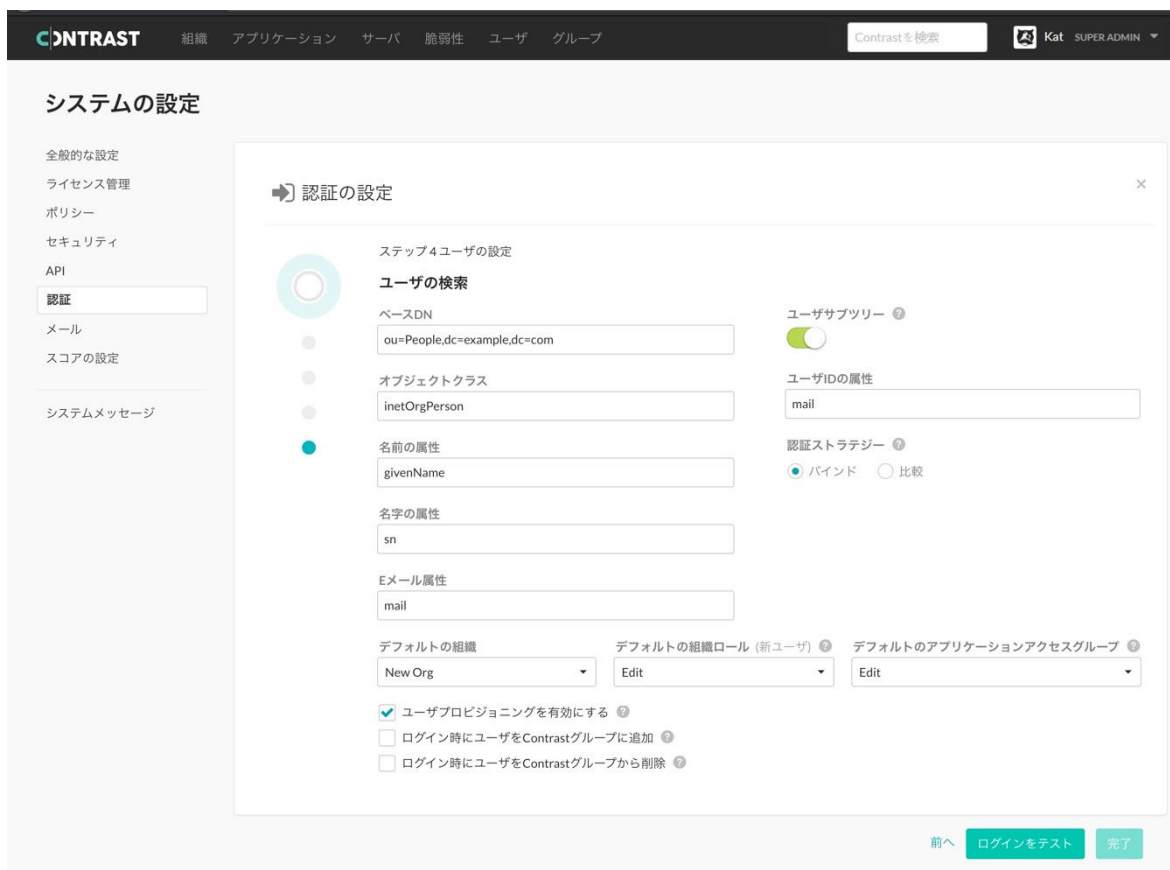 CONTRAST 組織 アプリケーション サーバ 脆弱性 ユーザ グループ Contrastを検索 Kat SUPER ADMIN
システムの設定
全般的な設定
ライセンス管理
ポリシー
セキュリティ
API
認証
メール
スコアの設定
システムメッセージ
認証の設定
ステップ4 ユーザの設定
ユーザの検索
ベースDN
ou=People,dc=example,dc=com
ユーザサブツリー
オブジェクトクラス
inetOrgPerson
ユーザIDの属性
mail
名前の属性
givenName
認証ストラテジー
バインド 比較
名字の属性
sn
Eメール属性
mail
デフォルトの組織
New Org
デフォルトの組織ロール (新ユーザ)
Edit
デフォルトのアプリケーションアクセスグループ
Edit
ユーザプロビジョニングを有効にする
ログイン時にユーザをContrastグループに追加
ログイン時にユーザをContrastグループから削除
前へ ログインをテスト 完了